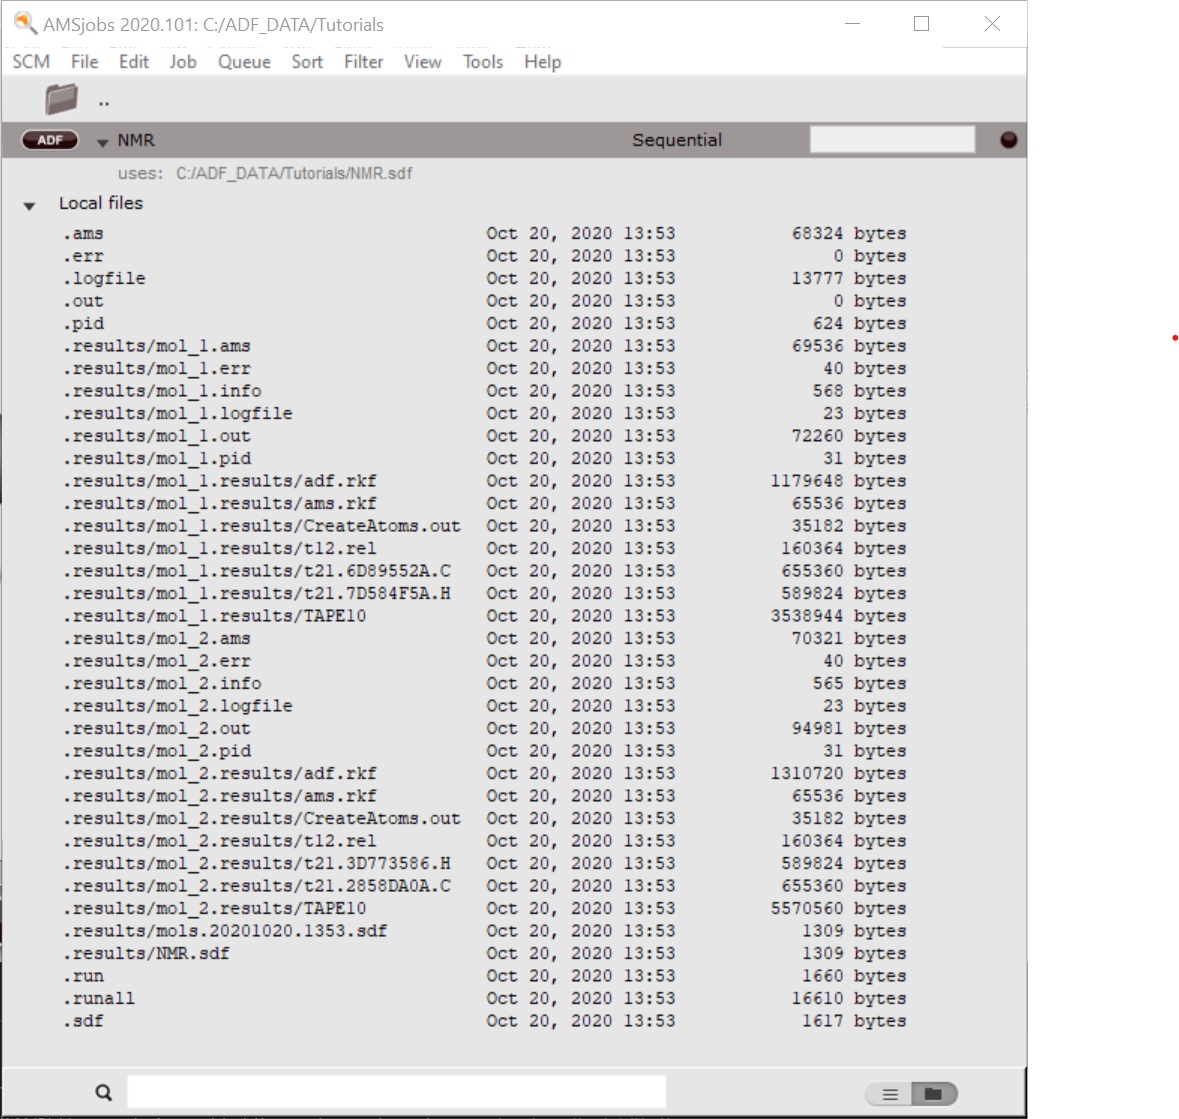 AMSjobs 2020.101: C:/ADF_DATA/Tutorials
SCM File Edit Job Queue Sort Filter View Tools Help
..
ADF NMR Sequential
uses: C:/ADF_DATA/Tutorials/NMR.sdf
Local files
.ams Oct 20, 2020 13:53 68324 bytes
.err Oct 20, 2020 13:53 0 bytes
.logfile Oct 20, 2020 13:53 13777 bytes
.out Oct 20, 2020 13:53 0 bytes
.pid Oct 20, 2020 13:53 624 bytes
.results/mol_1.ams Oct 20, 2020 13:53 69536 bytes
.results/mol_1.err Oct 20, 2020 13:53 40 bytes
.results/mol_1.info Oct 20, 2020 13:53 568 bytes
.results/mol_1.logfile Oct 20, 2020 13:53 23 bytes
.results/mol_1.out Oct 20, 2020 13:53 72260 bytes
.results/mol_1.pid Oct 20, 2020 13:53 31 bytes
.results/mol_1.results/adf.rkf Oct 20, 2020 13:53 1179648 bytes
.results/mol_1.results/ams.rkf Oct 20, 2020 13:53 65536 bytes
.results/mol_1.results/CreateAtoms.out Oct 20, 2020 13:53 35182 bytes
.results/mol_1.results/t12.rel Oct 20, 2020 13:53 160364 bytes
.results/mol_1.results/t21.6D89552A.C Oct 20, 2020 13:53 655360 bytes
.results/mol_1.results/t21.7D584F5A.H Oct 20, 2020 13:53 589824 bytes
.results/mol_1.results/TAPE10 Oct 20, 2020 13:53 3538944 bytes
.results/mol_2.ams Oct 20, 2020 13:53 70321 bytes
.results/mol_2.err Oct 20, 2020 13:53 40 bytes
.results/mol_2.info Oct 20, 2020 13:53 565 bytes
.results/mol_2.logfile Oct 20, 2020 13:53 23 bytes
.results/mol_2.out Oct 20, 2020 13:53 94981 bytes
.results/mol_2.pid Oct 20, 2020 13:53 31 bytes
.results/mol_2.results/adf.rkf Oct 20, 2020 13:53 1310720 bytes
.results/mol_2.results/ams.rkf Oct 20, 2020 13:53 65536 bytes
.results/mol_2.results/CreateAtoms.out Oct 20, 2020 13:53 35182 bytes
.results/mol_2.results/t12.rel Oct 20, 2020 13:53 160364 bytes
.results/mol_2.results/t21.3D773586.H Oct 20, 2020 13:53 589824 bytes
.results/mol_2.results/t21.2858DA0A.C Oct 20, 2020 13:53 655360 bytes
.results/mol_2.results/TAPE10 Oct 20, 2020 13:53 5570560 bytes
.results/mols.20201020.1353.sdf Oct 20, 2020 13:53 1309 bytes
.results/NMR.sdf Oct 20, 2020 13:53 1309 bytes
.run Oct 20, 2020 13:53 1660 bytes
.runall Oct 20, 2020 13:53 16610 bytes
.sdf Oct 20, 2020 13:53 1617 bytes